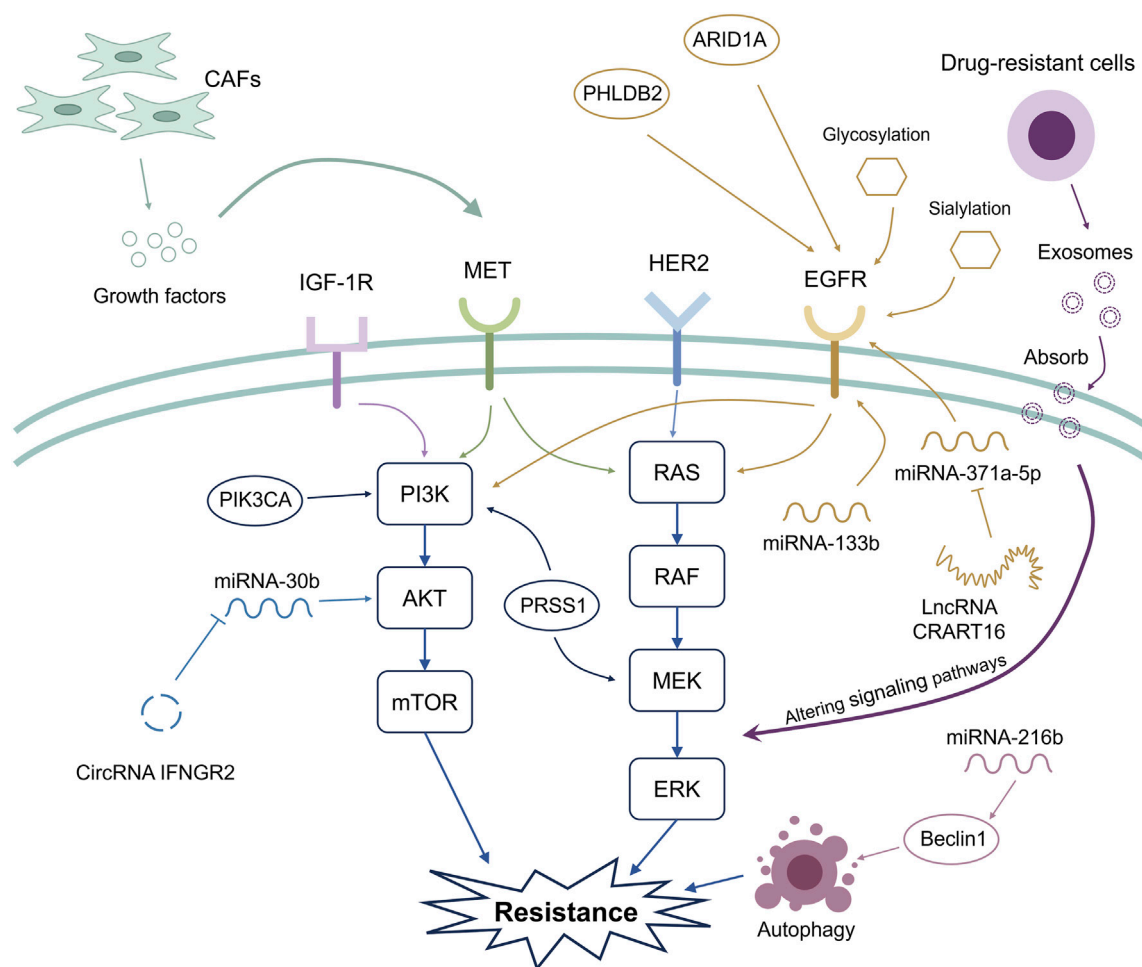 ARID1A
CAFs
PHLDB2
Drug-resistant cells
Glycosylation
Sialylation
Exosomes
Growth factors
IGF-1R
MET
HER2
EGFR
Absorb
PI3K
RAS
miRNA-371a-5p
PIK3CA
miRNA-133b
miRNA-30b
AKT
PRSS1
RAF
LncRNA
CRART16
mTOR
MEK
Altering signaling pathways
CircRNA IFNGR2
miRNA-216b
ERK
Beclin1
Resistance
Autophagy